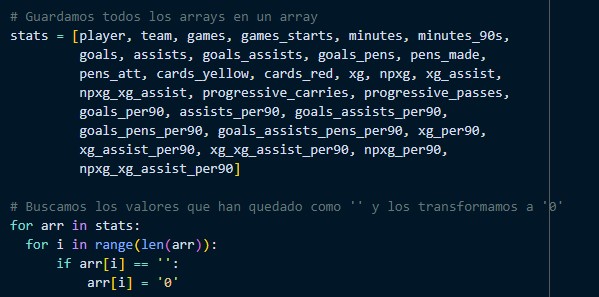 # Guardamos todos los arrays en un array
stats = [player, team, games, games_starts, minutes, minutes_90s,
         goals, assists, goals_assists, goals_pens, pens_made,
         pens_att, cards_yellow, cards_red, xg, npxg, xg_assist,
         npxg_xg_assist, progressive_carries, progressive_passes,
         goals_per90, assists_per90, goals_assists_per90,
         goals_pens_per90, goals_assists_pens_per90, xg_per90,
         xg_assist_per90, xg_xg_assist_per90, npxg_per90,
         npxg_xg_assist_per90]

# Buscamos los valores que han quedado como '' y los transformamos a '0'
for arr in stats:
  for i in range(len(arr)):
      if arr[i] == '':
          arr[i] = '0'